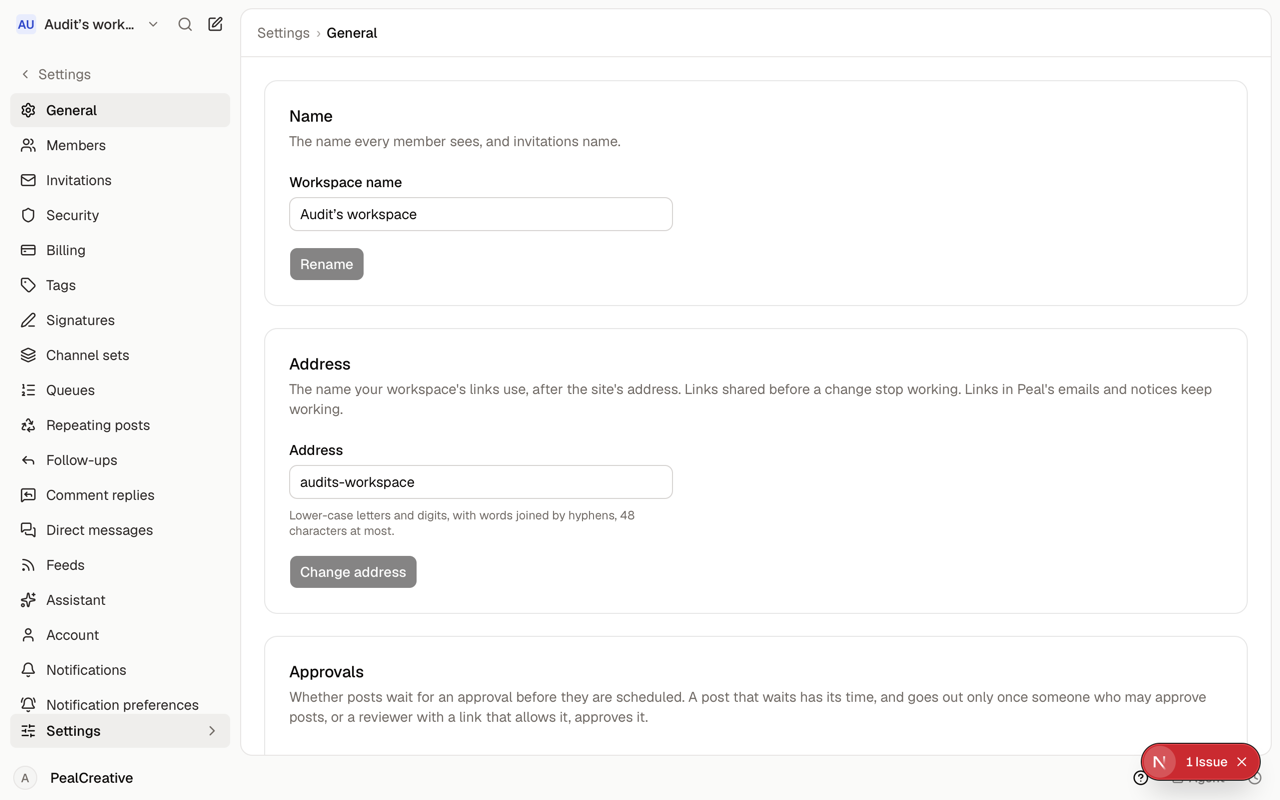 AU Audit’s work…
Settings
General
Members
Invitations
Security
Billing
Tags
Signatures
Channel sets
Queues
Repeating posts
Follow-ups
Comment replies
Direct messages
Feeds
Assistant
Account
Notifications
Notification preferences
Settings
A PealCreative
Settings › General
Name
The name every member sees, and invitations name.
Workspace name
Audit’s workspace
Rename
Address
The name your workspace's links use, after the site's address. Links shared before a change stop working. Links in Peal's emails and notices keep
working.
Address
audits-workspace
Lower-case letters and digits, with words joined by hyphens, 48
characters at most.
Change address
Approvals
Whether posts wait for an approval before they are scheduled. A post that waits has its time, and goes out only once someone who may approve
posts, or a reviewer with a link that allows it, approves it.
N 1 Issue